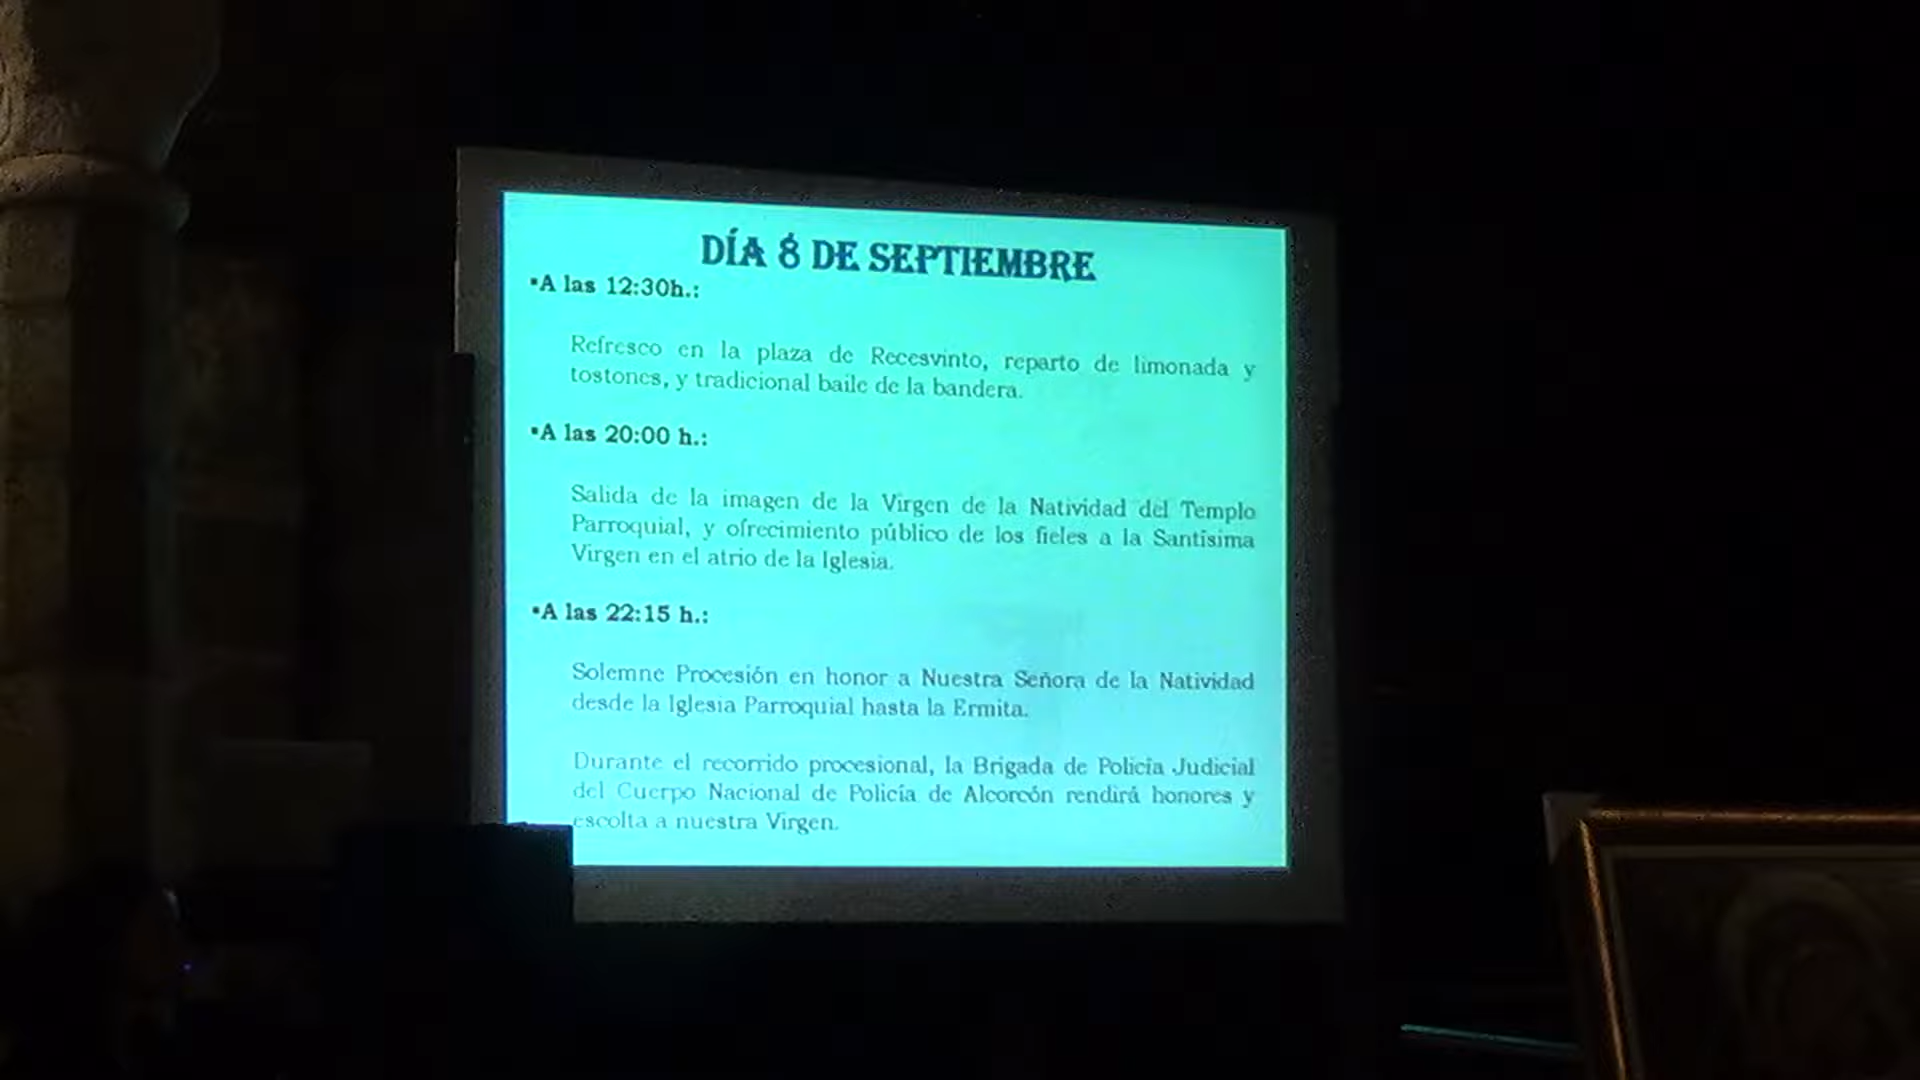 DÍA 8 DE SEPTIEMBRE
▪A las 12:30h.:
Refresco en la plaza de Recesvinto, reparto de limonada y
tostones, y tradicional baile de la bandera.
▪A las 20:00 h.:
Salida de la imagen de la Virgen de la Natividad del Templo
Parroquial, y ofrecimiento público de los fieles a la Santísima
Virgen en el atrio de la Iglesia.
▪A las 22:15 h.:
Solemne Procesión en honor a Nuestra Señora de la Natividad
desde la Iglesia Parroquial hasta la Ermita.
Durante el recorrido procesional, la Brigada de Policía Judicial
del Cuerpo Nacional de Policía de Alcorcón rendirá honores y
escolta a nuestra Virgen.